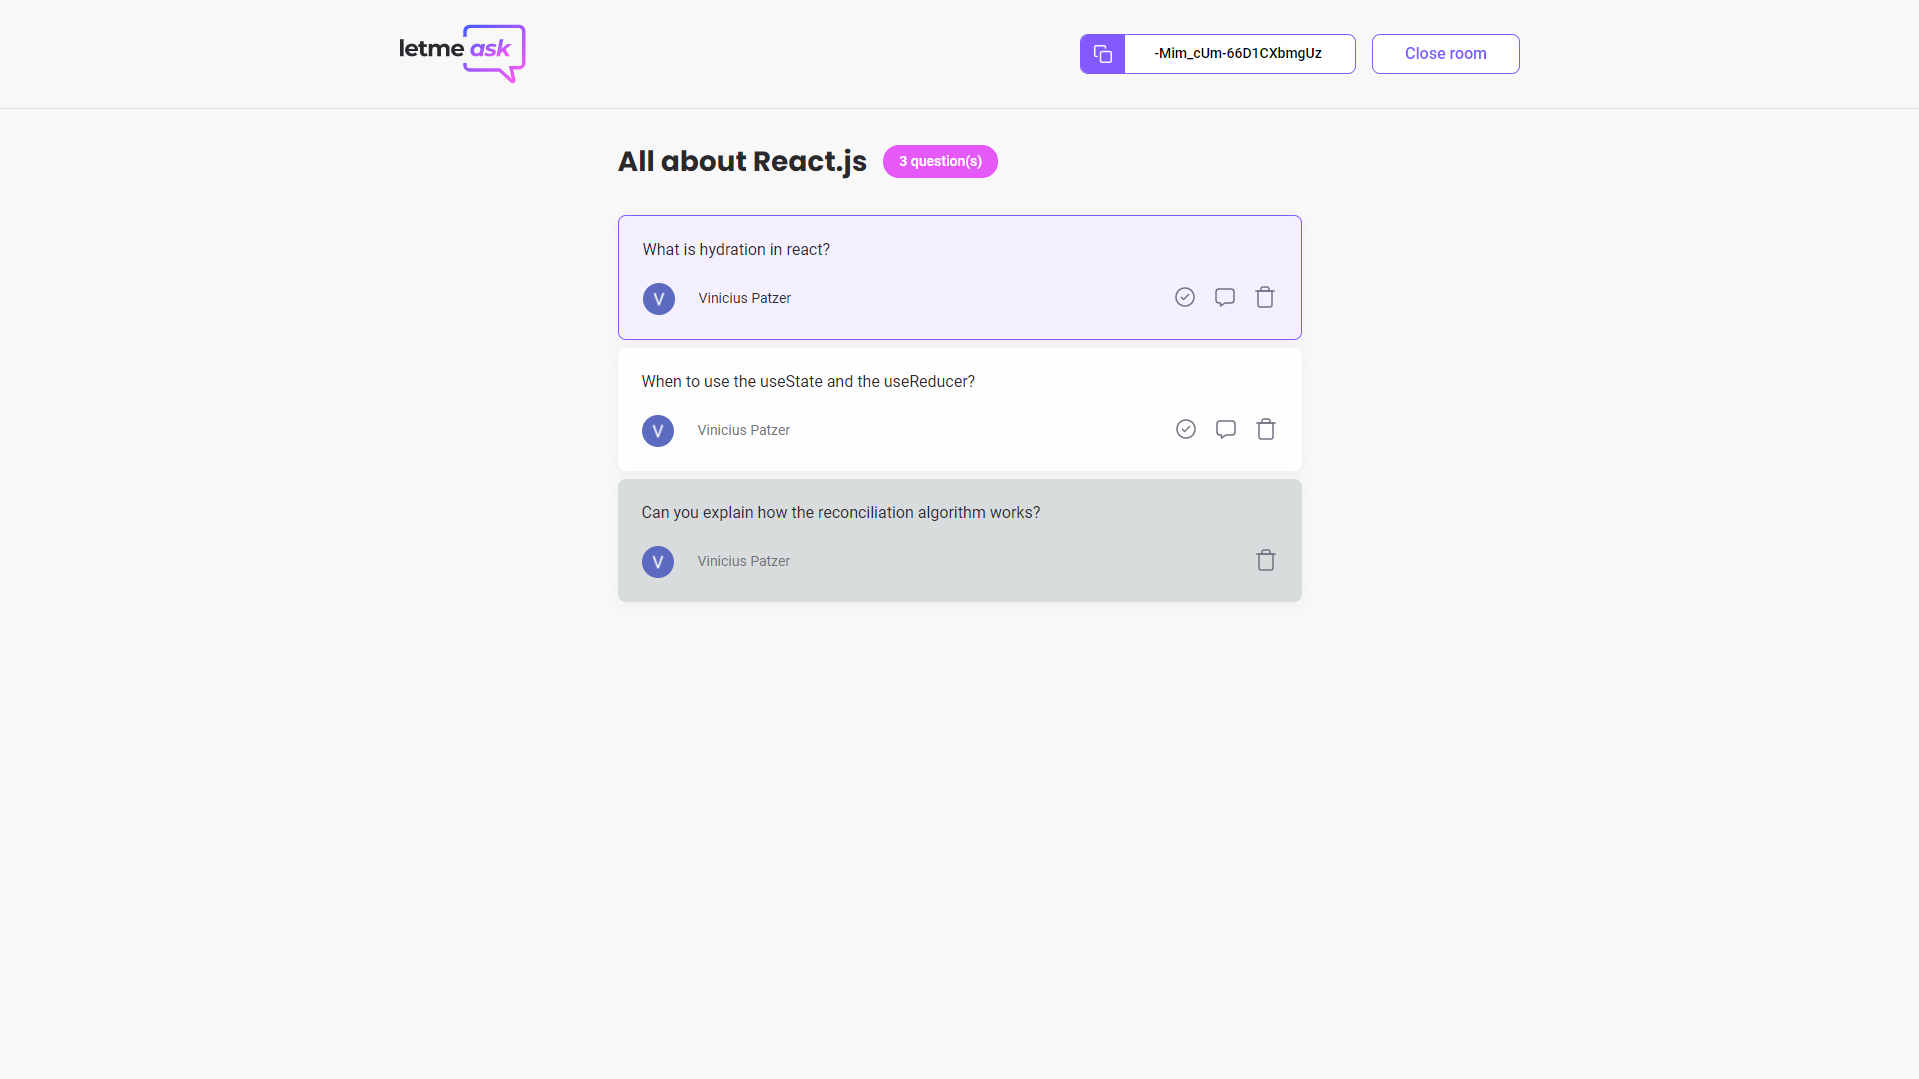 letme ask
-Mim_cUm-66D1CXbmgUz
Close room
All about React.js
3 question(s)
What is hydration in react?
V
Vinicius Patzer
When to use the useState and the useReducer?
V
Vinicius Patzer
Can you explain how the reconciliation algorithm works?
V
Vinicius Patzer